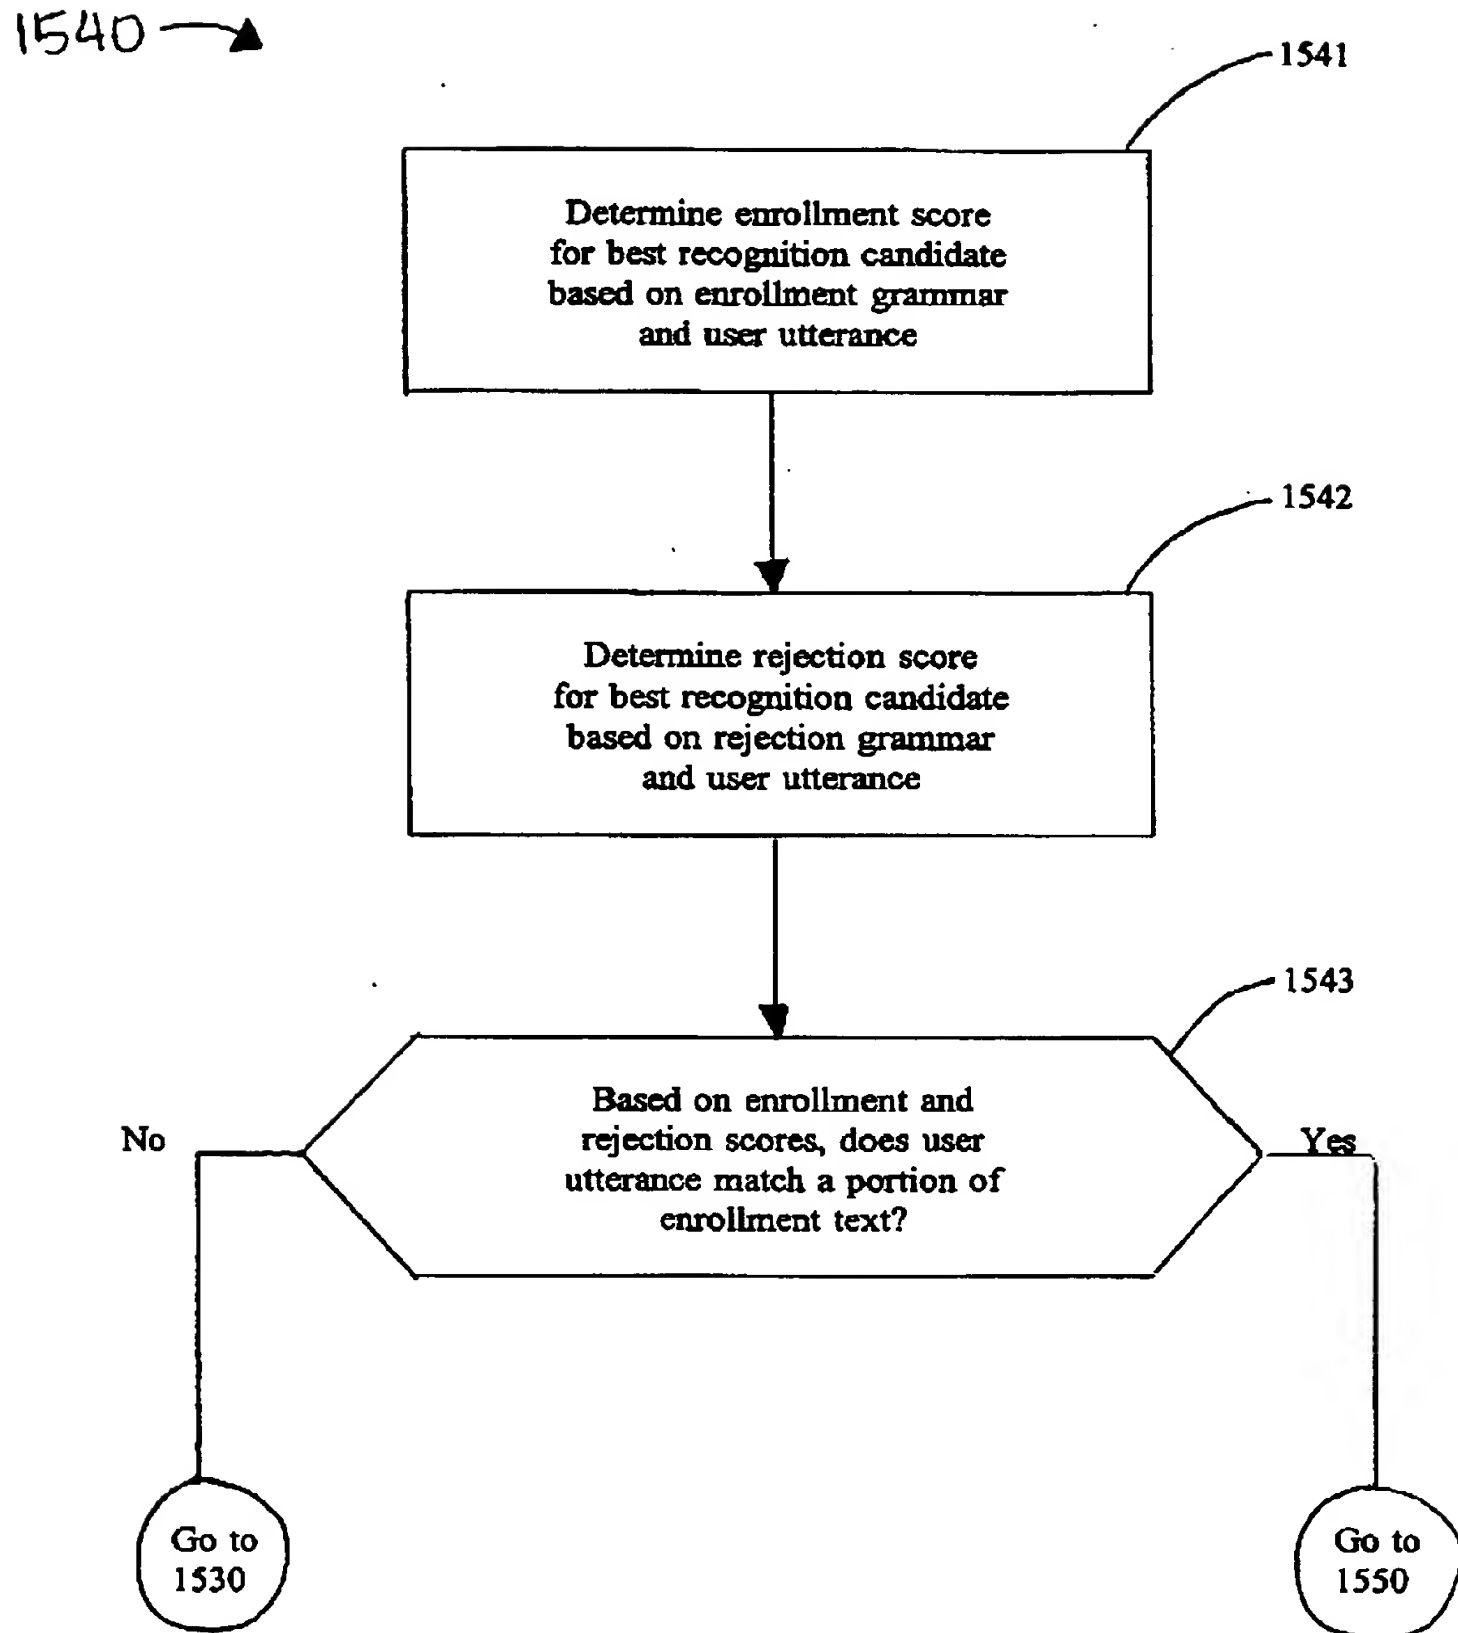 1540
1541
Determine enrollment score
for best recognition candidate
based on enrollment grammar
and user utterance
1542
Determine rejection score
for best recognition candidate
based on rejection grammar
and user utterance
1543
Based on enrollment and
rejection scores, does user
utterance match a portion of
enrollment text?
No
Yes
Go to
1530
Go to
1550